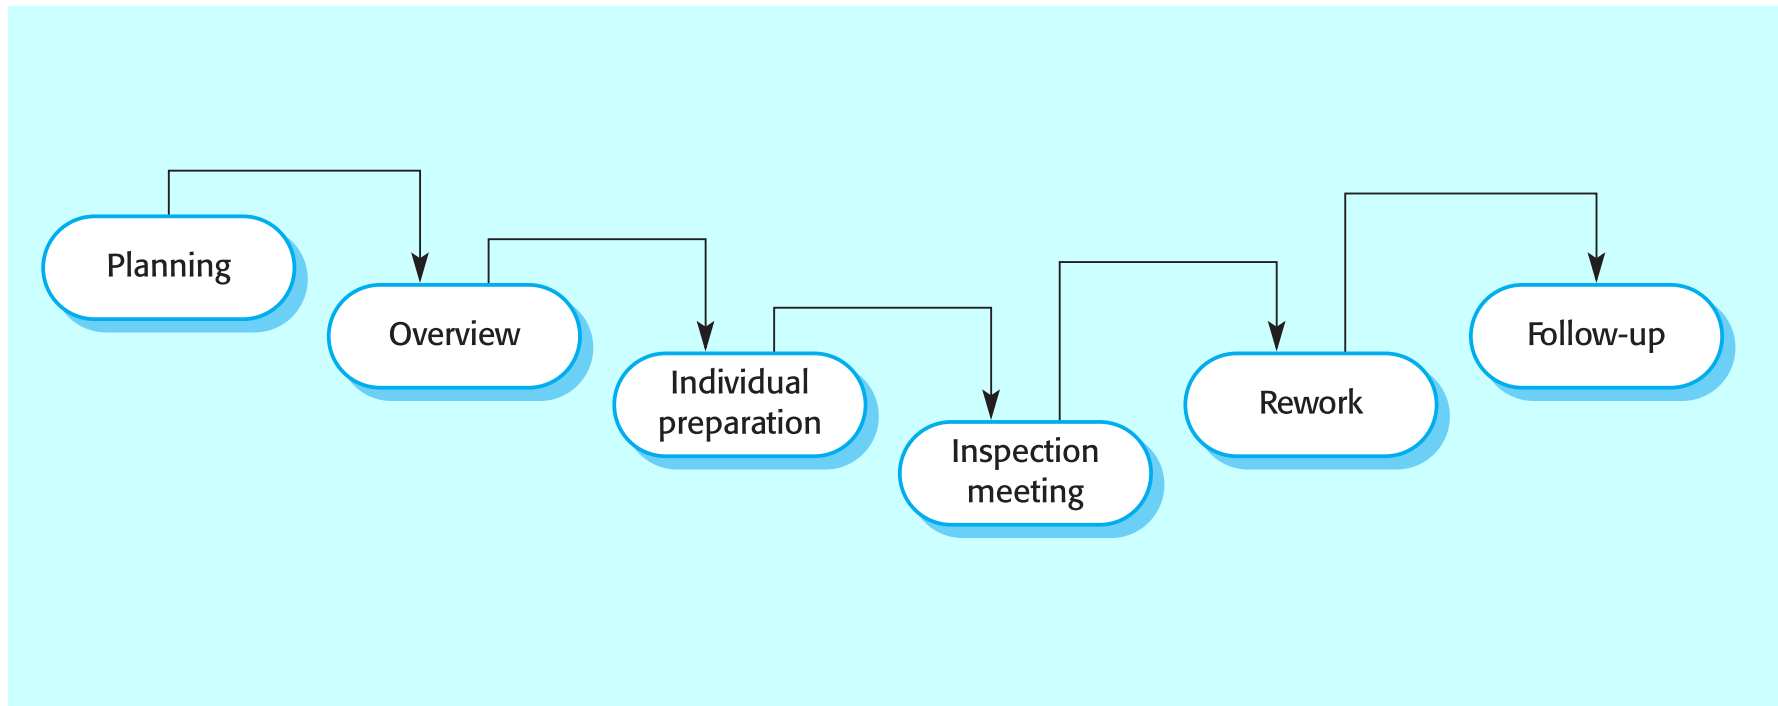 Planning
Overview
Individual
preparation
Inspection
meeting
Rework
Follow-up